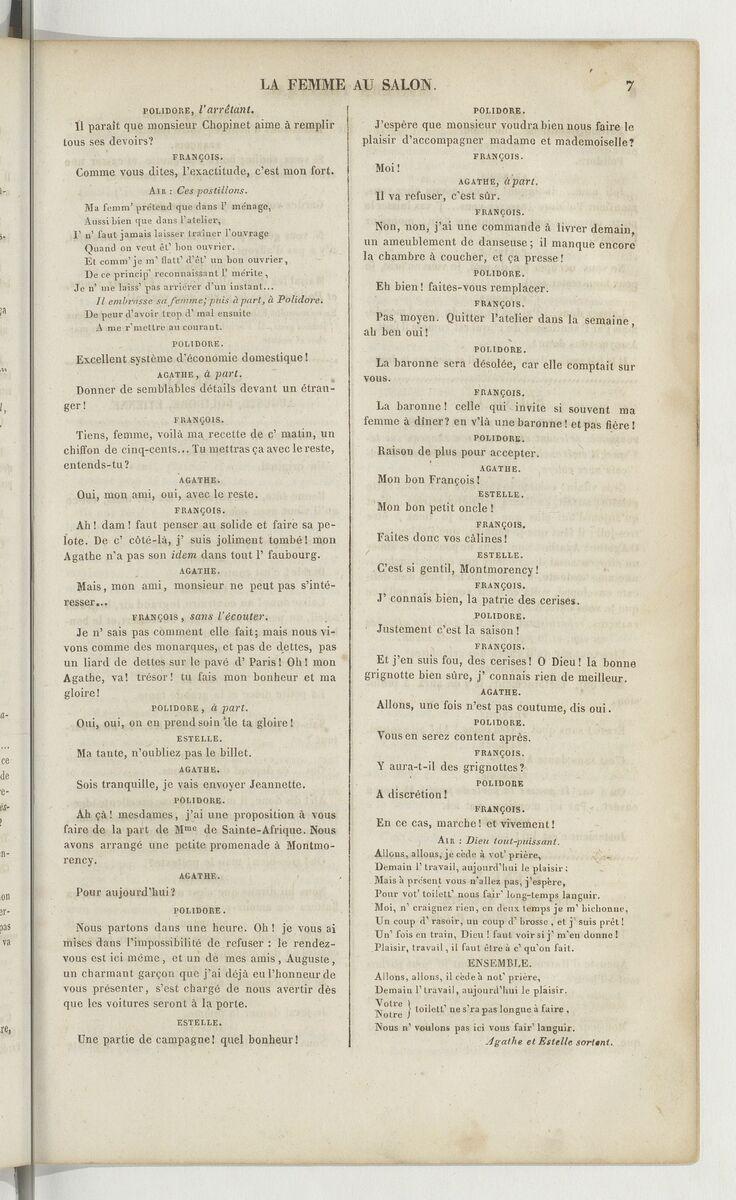 LA FEMME AU SALON. 7
POLIDORE, l'arrêtant.
Il paraît que monsieur Chopinet aime à remplir
tous ses devoirs?
FRANÇOIS.
Comme vous dites, l'exactitude, c'est mon fort.
AIR : Ces postillons.
Ma femm' prétend que dans l' ménage,
Aussi bien que dans l'atelier,
I' n' faut jamais laisser traîner l'ouvrage
Quand on veut êt' bon ouvrier.
Et comm' je m' flatt' d'êt' un bon ouvrier,
De ce princip' reconnaissant l' mérite,
Je n' me laiss' pas arriérer d'un instant...
Il embrasse sa femme; puis à part, à Polidore.
De peur d'avoir trop d' mal ensuite
A me r'mettre au courant.
POLIDORE.
Excellent système d'économie domestique!
AGATHE, à part.
Donner de semblables détails devant un étran-
ger!
FRANÇOIS.
Tiens, femme, voilà ma recette de c' matin, un
chiffon de cinq-cents... Tu mettras ça avec le reste,
entends-tu?
AGATHE.
Oui, mon ami, oui, avec le reste.
FRANÇOIS.
Ah! dam! faut penser au solide et faire sa pe-
lote. De c' côté-là, j' suis joliment tombé! mon
Agathe n'a pas son idem dans tout l' faubourg.
AGATHE.
Mais, mon ami, monsieur ne peut pas s'inté-
resser...
FRANÇOIS, sans l'écouter.
Je n' sais pas comment elle fait; mais nous vi-
vons comme des monarques, et pas de dettes, pas
un liard de dettes sur le pavé d' Paris! Oh! mon
Agathe, va! trésor! tu fais mon bonheur et ma
gloire!
POLIDORE, à part.
Oui, oui, on en prend soin de ta gloire!
ESTELLE.
Ma tante, n'oubliez pas le billet.
AGATHE.
Sois tranquille, je vais envoyer Jeannette.
POLIDORE.
Ah çà! mesdames, j'ai une proposition à vous
faire de la part de Mme de Sainte-Afrique. Nous
avons arrangé une petite promenade à Montmo-
rency.
AGATHE.
Pour aujourd'hui?
POLIDORE.
Nous partons dans une heure. Oh! je vous ai
mises dans l'impossibilité de refuser : le rendez-
vous est ici même, et un de mes amis, Auguste,
un charmant garçon que j'ai déjà eu l'honneur de
vous présenter, s'est chargé de nous avertir dès
que les voitures seront à la porte.
ESTELLE.
Une partie de campagne! quel bonheur!
POLIDORE.
J'espère que monsieur voudra bien nous faire le
plaisir d'accompagner madame et mademoiselle?
FRANÇOIS.
Moi!
AGATHE, à part.
Il va refuser, c'est sûr.
FRANÇOIS.
Non, non, j'ai une commande à livrer demain,
un ameublement de danseuse; il manque encore
la chambre à coucher, et ça presse!
POLIDORE.
Eh bien! faites-vous remplacer.
FRANÇOIS.
Pas moyen. Quitter l'atelier dans la semaine,
ah ben oui!
POLIDORE.
La baronne sera désolée, car elle comptait sur
vous.
FRANÇOIS.
La baronne! celle qui invite si souvent ma
femme à dîner? en v'là une baronne! et pas fière!
POLIDORE.
Raison de plus pour accepter.
AGATHE.
Mon bon François!
ESTELLE.
Mon bon petit oncle!
FRANÇOIS.
Faites donc vos câlines!
ESTELLE.
C'est si gentil, Montmorency!
FRANÇOIS.
J' connais bien, la patrie des cerises.
POLIDORE.
Justement c'est la saison!
FRANÇOIS.
Et j'en suis fou, des cerises! O Dieu! la bonne
grignotte bien sûre, j' connais rien de meilleur.
AGATHE.
Allons, une fois n'est pas coutume, dis oui.
POLIDORE.
Vous en serez content après.
FRANÇOIS.
Y aura-t-il des grignottes?
POLIDORE
A discrétion!
FRANÇOIS.
En ce cas, marche! et vivement!
AIR : Dieu tout-puissant.
Allons, allons, je cède à vot' prière,
Demain l' travail, aujourd'hui le plaisir;
Mais à présent vous n'allez pas, j'espère,
Pour vot' toilett' nous fair' long-temps languir.
Moi, n' craignez rien, en deux temps je m' bichonne,
Un coup d' rasoir, un coup d' brosse, et j' suis prêt!
Un' fois en train, Dieu! faut voir si j' m'en donne!
Plaisir, travail, il faut être à c' qu'on fait.
ENSEMBLE.
Allons, allons, il cède à not' prière,
Demain l' travail, aujourd'hui le plaisir.
Votre } toilett' ne s'ra pas longue à faire,
Notre }
Nous n' voulons pas ici vous fair' languir.
Agathe et Estelle sortent.